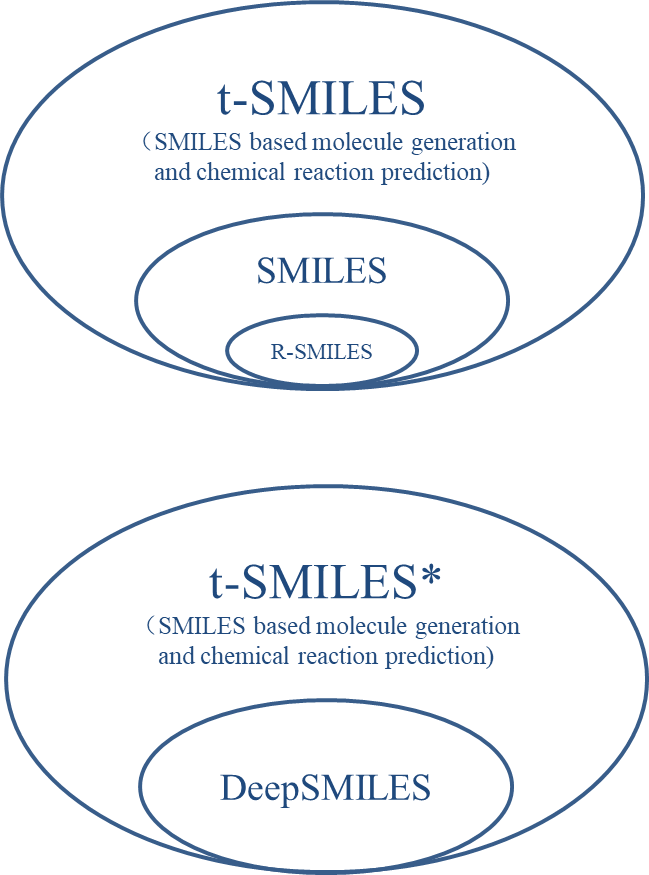 t-SMILES
（SMILES based molecule generation
and chemical reaction prediction)
SMILES
R-SMILES
t-SMILES*
（SMILES based molecule generation
and chemical reaction prediction)
DeepSMILES